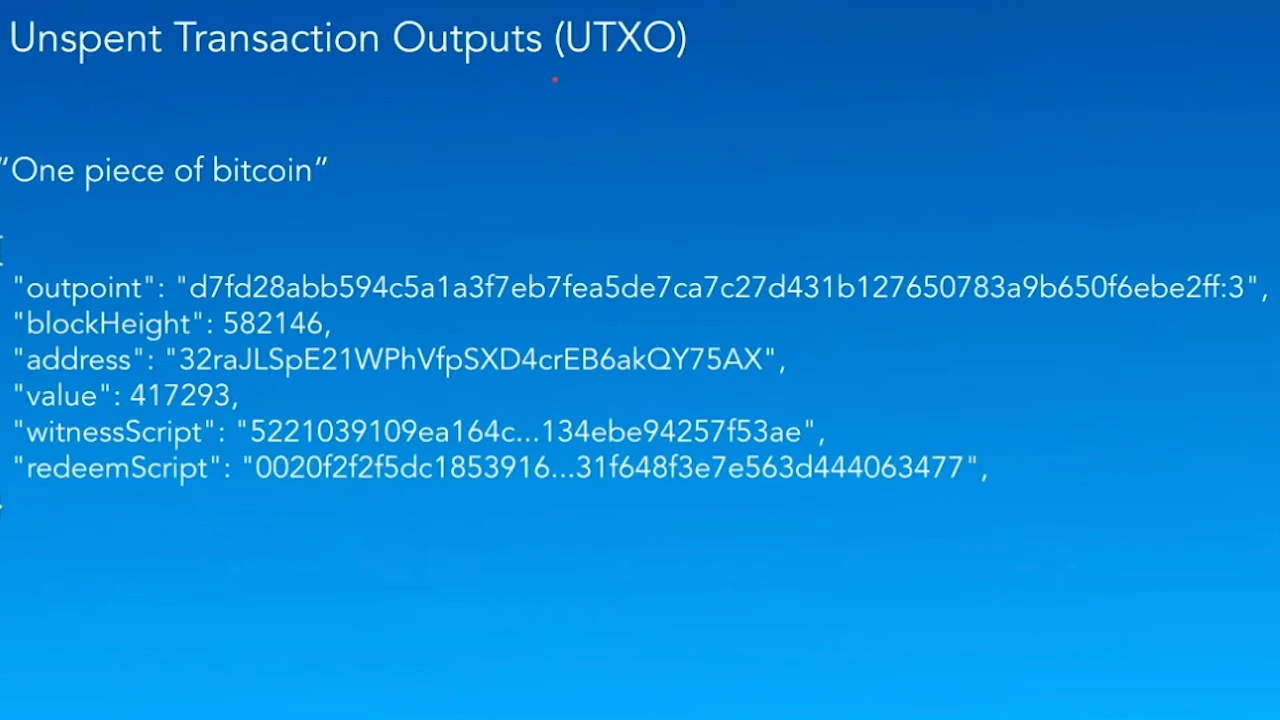 Unspent Transaction Outputs (UTXO)
“One piece of bitcoin”
{
"outpoint": "d7fd28abb594c5a1a3f7eb7fea5de7ca7c27d431b127650783a9b650f6ebe2ff:3",
"blockHeight": 582146,
"address": "32raJLSpE21WPhVfpSXD4crEB6akQY75AX",
"value": 417293,
"witnessScript": "5221039109ea164c...134ebe94257f53ae",
"redeemScript": "0020f2f2f5dc1853916...31f648f3e7e563d444063477",
}